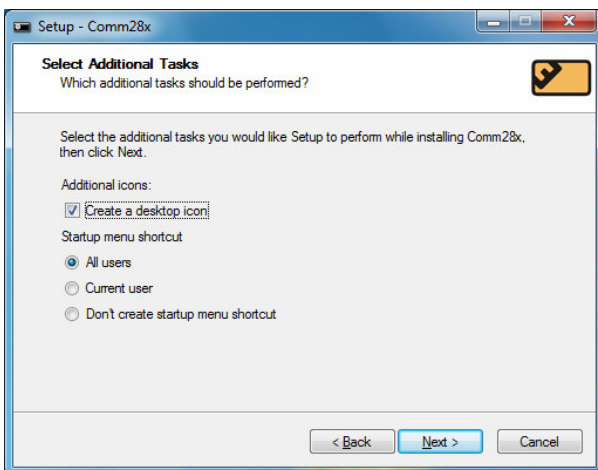 Setup - Comm28x
Select Additional Tasks
Which additional tasks should be performed?
Select the additional tasks you would like Setup to perform while installing Comm28x,
then click Next.
Additional icons:
Create a desktop icon
Startup menu shortcut
All users
Current user
Don't create startup menu shortcut
< Back
Next >
Cancel